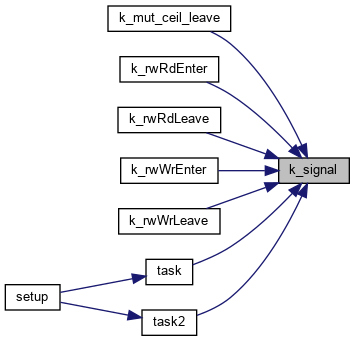 k_mut_ceil_leave
k_rwRdEnter
k_rwRdLeave
k_rwWrEnter
k_signal
k_rwWrLeave
task
setup
task2